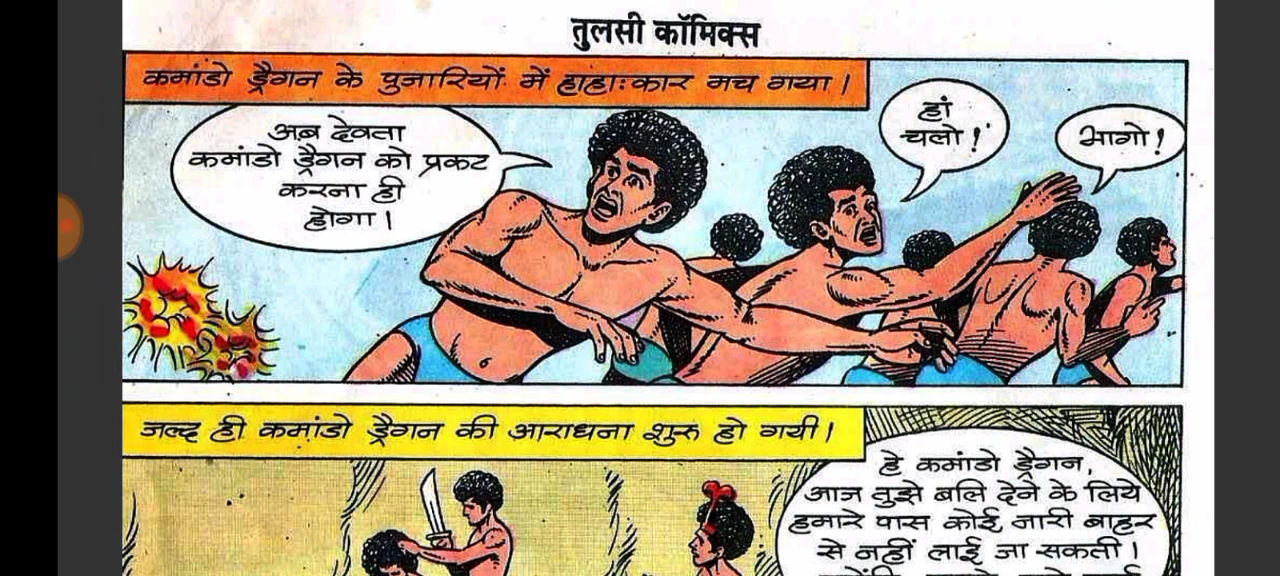 तुलसी कॉमिक्स
कमांडो ड्रैगन के पुजारियों में हाहाःकार मच गया।
अब देवता
कमांडो ड्रैगन को प्रकट
करना ही
होगा।
हां
चलो!
भागो!
जल्द ही कमांडो ड्रैगन की आराधना शुरू हो गयी।
हे कमांडो ड्रैगन,
आज तुझे बलि देने के लिये
हमारे पास कोई नारी बाहर
से नहीं लाई जा सकती।